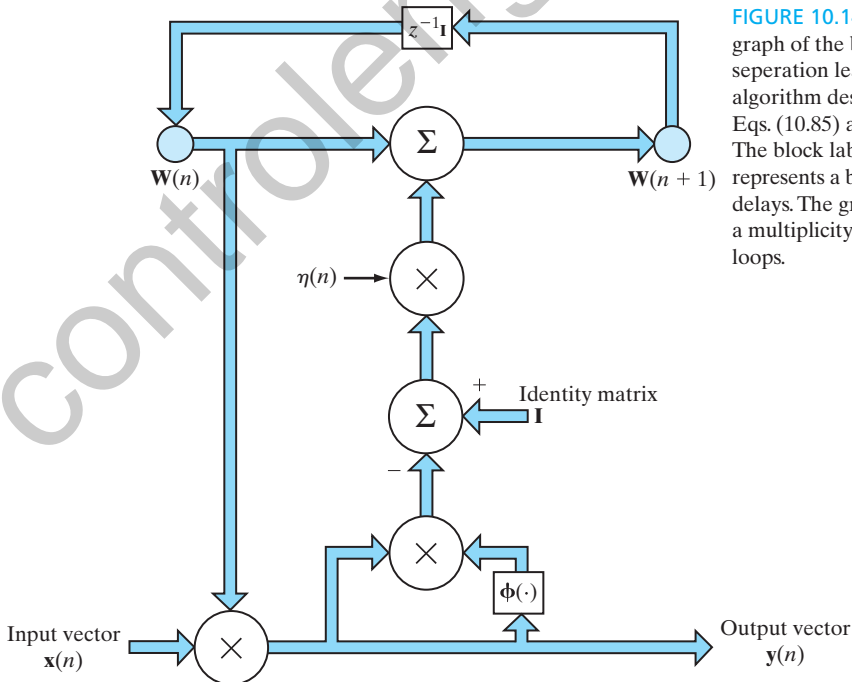 z⁻¹I
FIGURE 10.1
graph of the b
seperation le
algorithm des
Eqs. (10.85) a
The block lab
represents a b
delays. The g
a multiplicity
loops.
Σ
W(n)
W(n + 1)
η(n)
×
+
Identity matrix
Σ
I
−
×
ϕ(·)
Input vector
x(n)
×
Output vector
y(n)
controleng